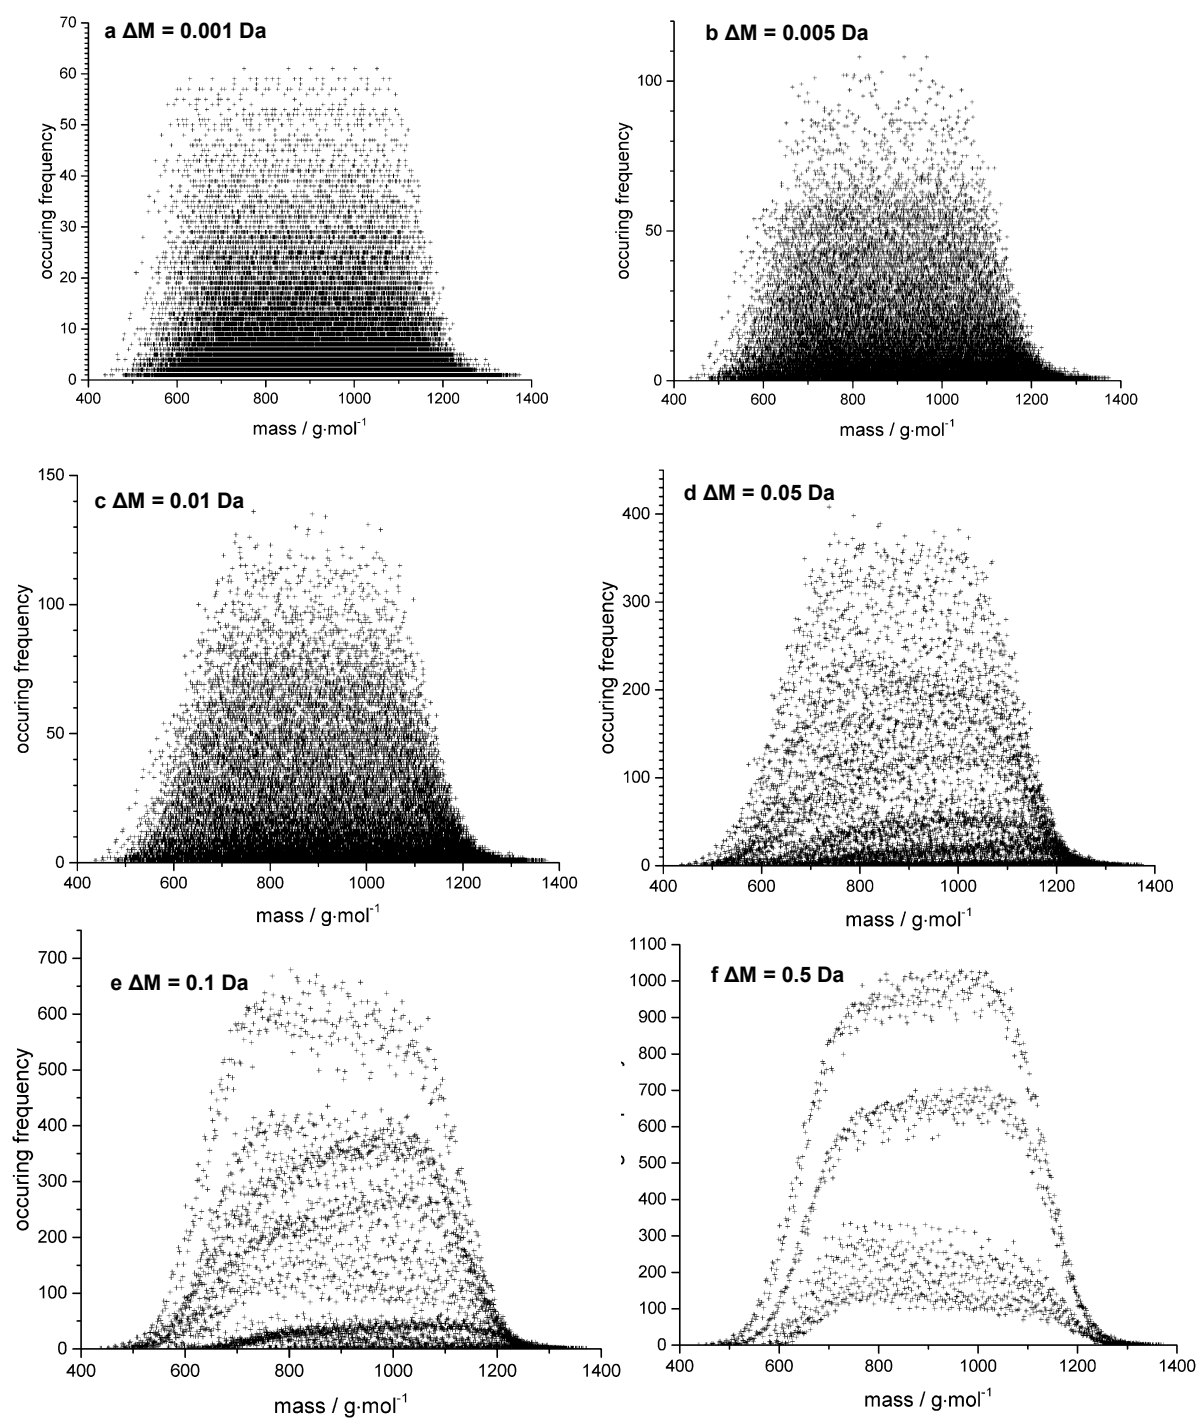 a ΔM = 0.001 Da
70
60
50
40
30
20
10
0
occuring frequency
400 600 800 1000 1200 1400
mass / g·mol⁻¹
b ΔM = 0.005 Da
100
50
0
occuring frequency
400 600 800 1000 1200 1400
mass / g·mol⁻¹
c ΔM = 0.01 Da
150
100
50
0
occuring frequency
400 600 800 1000 1200 1400
mass / g·mol⁻¹
d ΔM = 0.05 Da
400
300
200
100
0
occuring frequency
400 600 800 1000 1200 1400
mass / g·mol⁻¹
e ΔM = 0.1 Da
700
600
500
400
300
200
100
0
occuring frequency
400 600 800 1000 1200 1400
mass / g·mol⁻¹
f ΔM = 0.5 Da
1100
1000
900
800
700
600
500
400
300
200
100
0
400 600 800 1000 1200 1400
mass / g·mol⁻¹